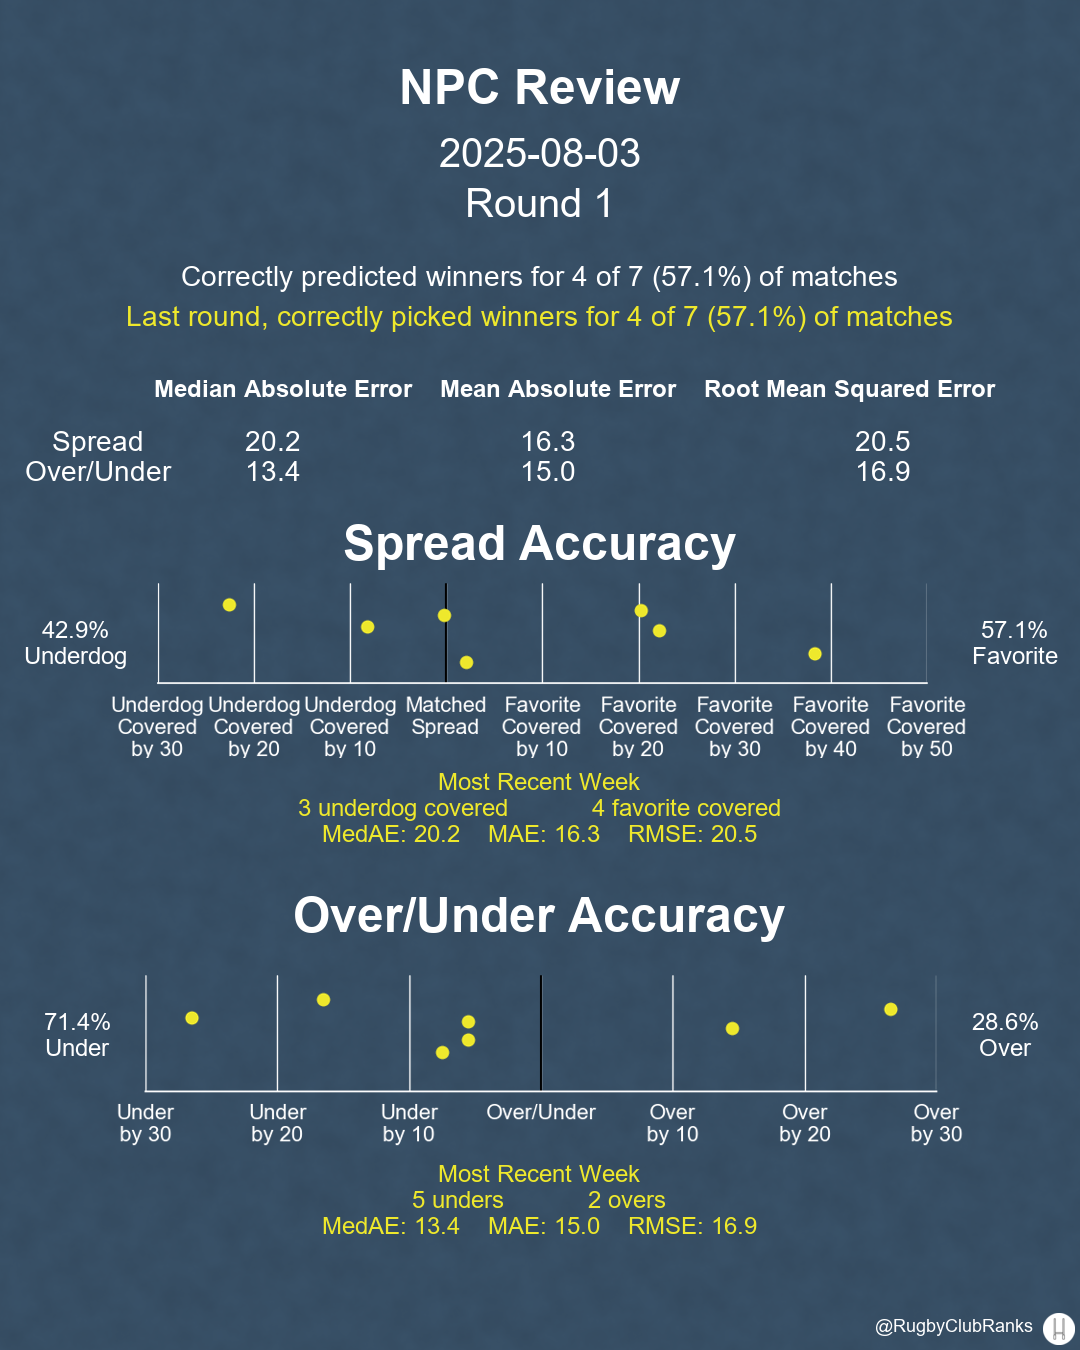 NPC Review
2025-08-03
Round 1
Correctly predicted winners for 4 of 7 (57.1%) of matches
Last round, correctly picked winners for 4 of 7 (57.1%) of matches
Median Absolute Error Mean Absolute Error Root Mean Squared Error
Spread 20.2 16.3 20.5
Over/Under 13.4 15.0 16.9
Spread Accuracy
42.9%
Underdog
57.1%
Favorite
Underdog Underdog Underdog Matched Favorite Favorite Favorite Favorite Favorite
Covered Covered Covered Spread Covered Covered Covered Covered Covered
by 30 by 20 by 10 by 10 by 20 by 30 by 40 by 50
Most Recent Week
3 underdog covered 4 favorite covered
MedAE: 20.2 MAE: 16.3 RMSE: 20.5
Over/Under Accuracy
71.4%
Under
28.6%
Over
Under Under Under Over/Under Over Over Over
by 30 by 20 by 10 by 10 by 20 by 30
Most Recent Week
5 unders 2 overs
MedAE: 13.4 MAE: 15.0 RMSE: 16.9
@RugbyClubRanks